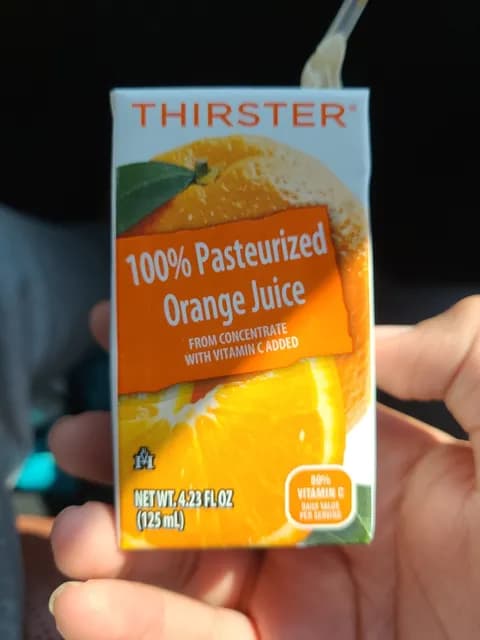 THIRSTER®
100% Pasteurized
Orange Juice
FROM CONCENTRATE
WITH VITAMIN C ADDED
NET WT. 4.23 FL OZ
(125 mL)
80%
VITAMIN C
DAILY VALUE
PER SERVING